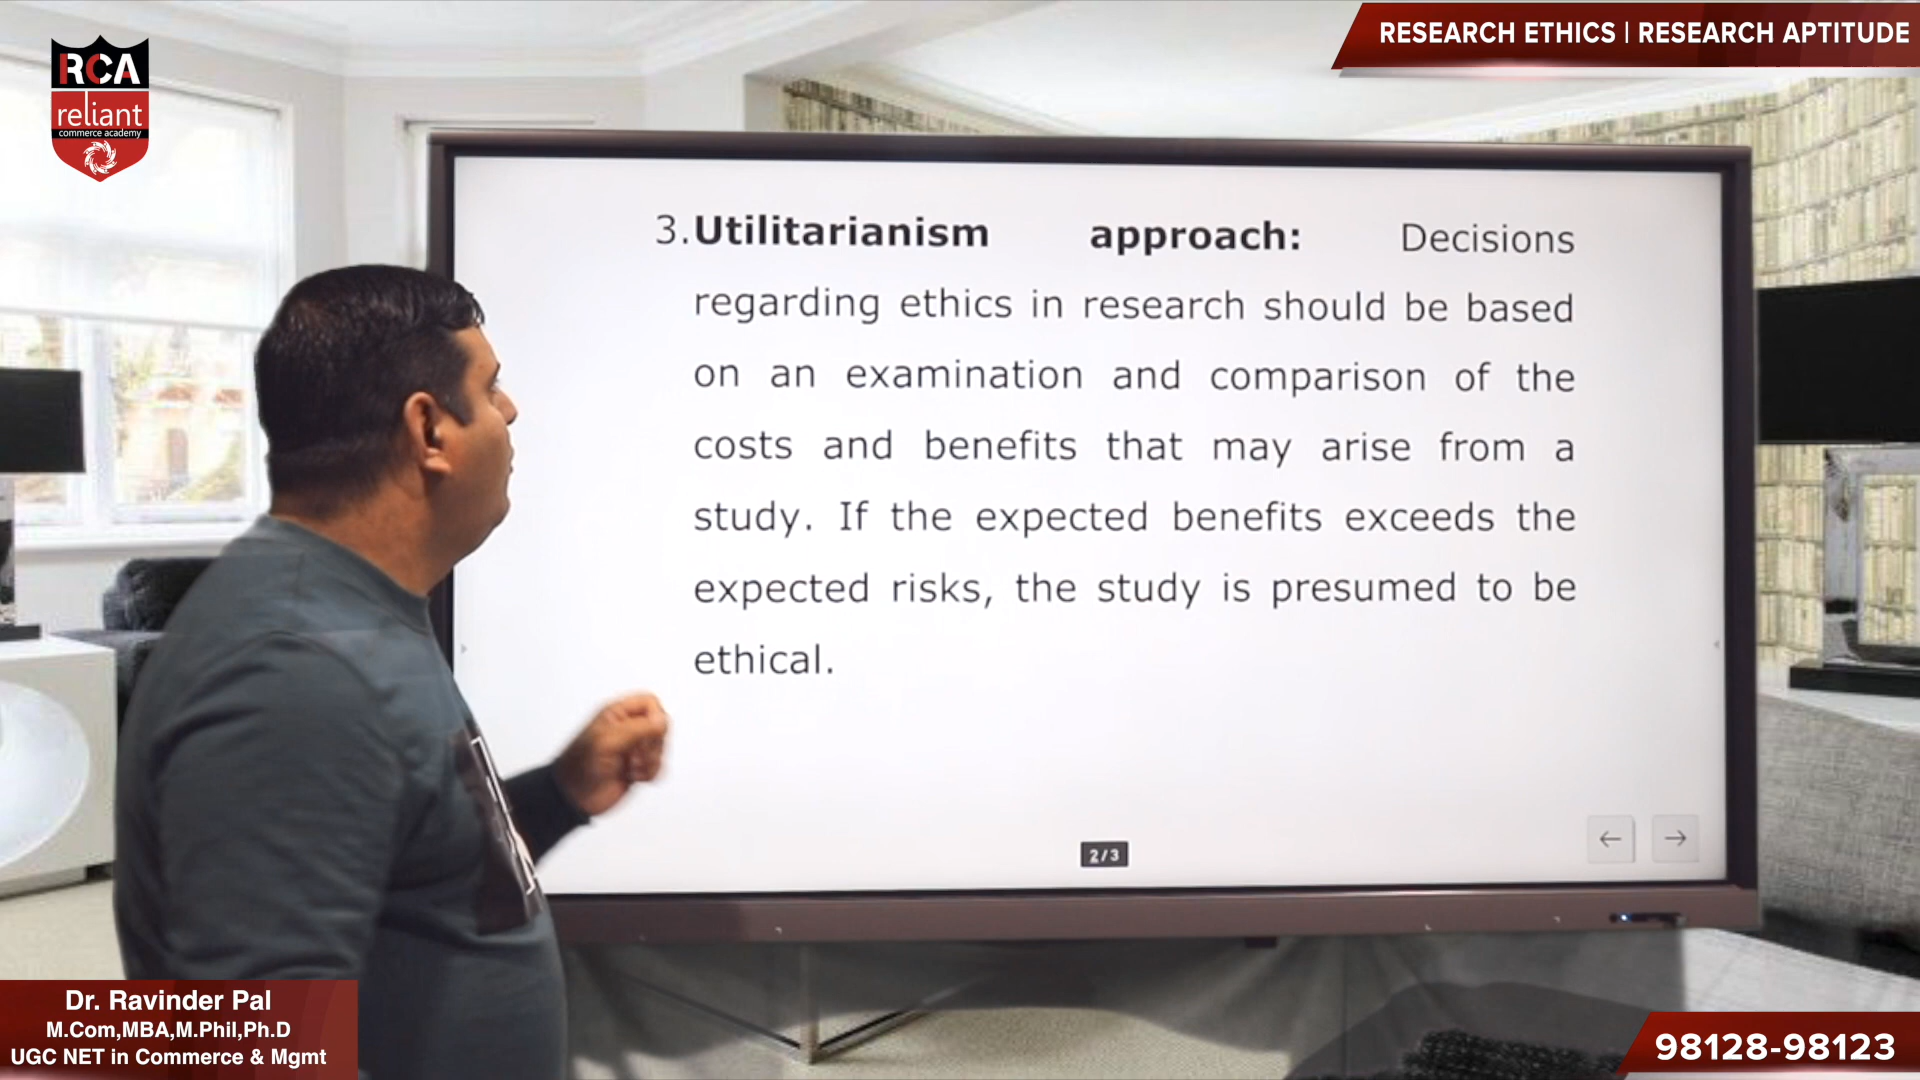 RCA
reliant
commerce academy
RESEARCH ETHICS | RESEARCH APTITUDE
3. Utilitarianism approach: Decisions
regarding ethics in research should be based
on an examination and comparison of the
costs and benefits that may arise from a
study. If the expected benefits exceeds the
expected risks, the study is presumed to be
ethical.
2/3
Dr. Ravinder Pal
M.Com,MBA,M.Phil,Ph.D
UGC NET in Commerce & Mgmt
98128-98123